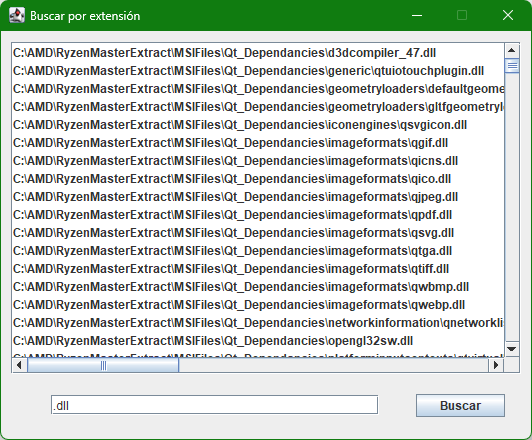 Buscar por extensión
C:\AMD\RyzenMasterExtract\MSIFiles\Qt_Dependancies\d3dcompiler_47.dll
C:\AMD\RyzenMasterExtract\MSIFiles\Qt_Dependancies\generic\qtuiotouchplugin.dll
C:\AMD\RyzenMasterExtract\MSIFiles\Qt_Dependancies\geometryloaders\defaultgeome
C:\AMD\RyzenMasterExtract\MSIFiles\Qt_Dependancies\geometryloaders\gltfgeometryl
C:\AMD\RyzenMasterExtract\MSIFiles\Qt_Dependancies\iconengines\qsvgicon.dll
C:\AMD\RyzenMasterExtract\MSIFiles\Qt_Dependancies\imageformats\qgif.dll
C:\AMD\RyzenMasterExtract\MSIFiles\Qt_Dependancies\imageformats\qicns.dll
C:\AMD\RyzenMasterExtract\MSIFiles\Qt_Dependancies\imageformats\qico.dll
C:\AMD\RyzenMasterExtract\MSIFiles\Qt_Dependancies\imageformats\qjpeg.dll
C:\AMD\RyzenMasterExtract\MSIFiles\Qt_Dependancies\imageformats\qpdf.dll
C:\AMD\RyzenMasterExtract\MSIFiles\Qt_Dependancies\imageformats\qsvg.dll
C:\AMD\RyzenMasterExtract\MSIFiles\Qt_Dependancies\imageformats\qtga.dll
C:\AMD\RyzenMasterExtract\MSIFiles\Qt_Dependancies\imageformats\qtiff.dll
C:\AMD\RyzenMasterExtract\MSIFiles\Qt_Dependancies\imageformats\qwbmp.dll
C:\AMD\RyzenMasterExtract\MSIFiles\Qt_Dependancies\imageformats\qwebp.dll
C:\AMD\RyzenMasterExtract\MSIFiles\Qt_Dependancies\networkinformation\qnetworkli
C:\AMD\RyzenMasterExtract\MSIFiles\Qt_Dependancies\opengl32sw.dll
.dll
Buscar